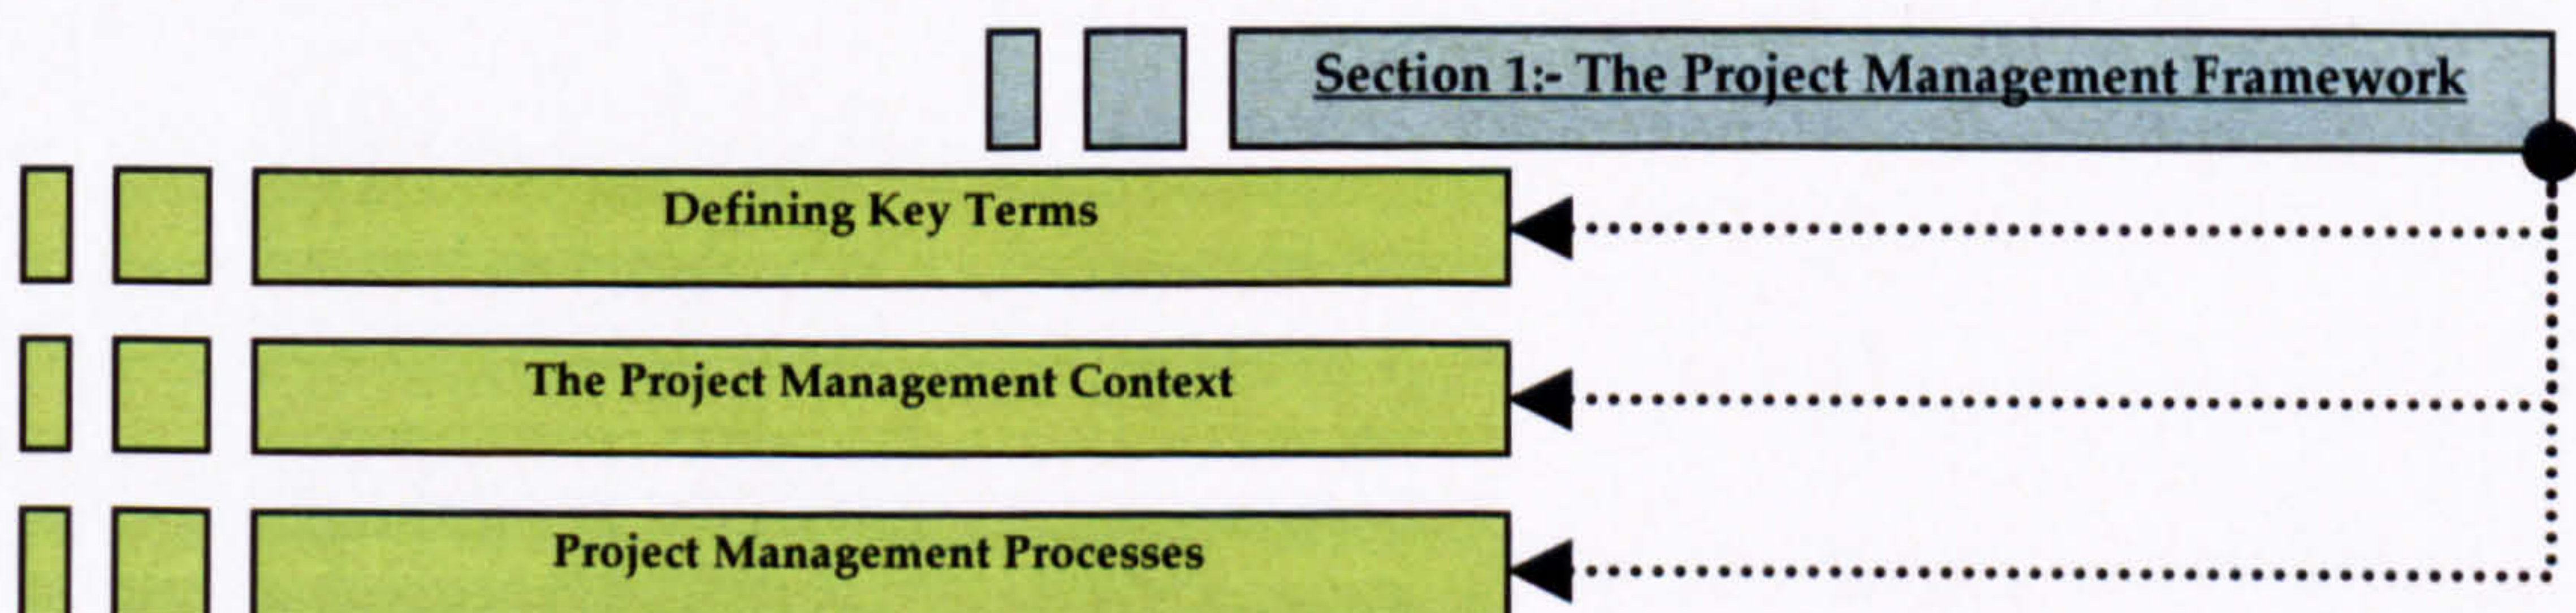 Section 1:- The Project Management Framework
Defining Key Terms
The Project Management Context
Project Management Processes